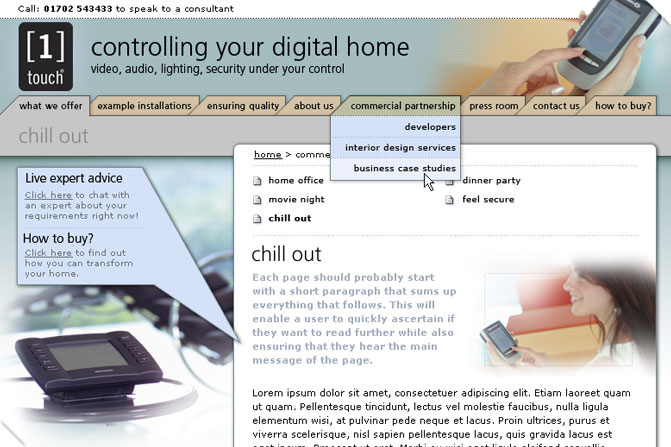 Call: 01702 543433 to speak to a consultant
[1]
touch®
controlling your digital home
video, audio, lighting, security under your control
what we offer
example installations
ensuring quality
about us
commercial partnership
press room
contact us
how to buy?
developers
interior design services
business case studies
chill out
Live expert advice
Click here to chat with
an expert about your
requirements right now!
How to buy?
Click here to find out
how you can transform
your home.
home > comme
home office
dinner party
movie night
feel secure
chill out
chill out
Each page should probably start
with a short paragraph that sums up
everything that follows. This will
enable a user to quickly ascertain if
they want to read further while also
ensuring that they hear the main
message of the page.
Lorem ipsum dolor sit amet, consectetuer adipiscing elit. Etiam laoreet quam
ut quam. Pellentesque tincidunt, lectus vel molestie faucibus, nulla ligula
elementum wisi, at pulvinar pede neque et lacus. Proin ultrices, purus et
viverra scelerisque, nisl sapien pellentesque lacus, quis gravida lacus est